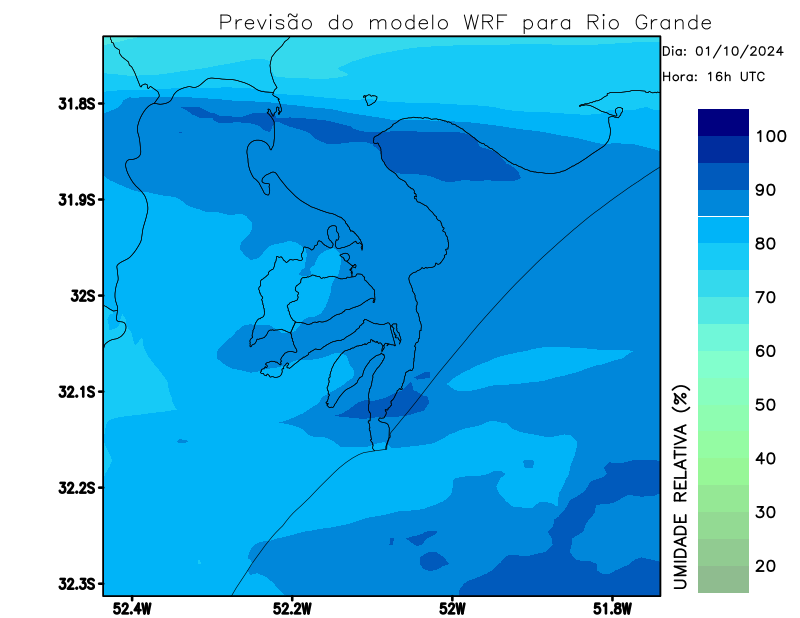 Previsão do modelo WRF para Rio Grande
Dia: 01/10/2024
Hora: 16h UTC
31.8S
31.9S
32S
32.1S
32.2S
32.3S
52.4W
52.2W
52W
51.8W
100
90
80
70
60
50
40
30
20
UMIDADE RELATIVA (%)